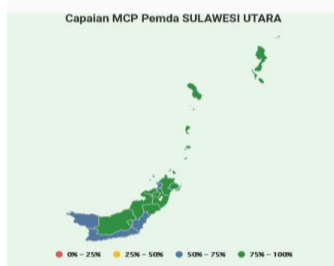 Capaian MCP Pemda SULAWESI UTARA
0% – 25% 25% – 50% 50% – 75% 75% – 100%